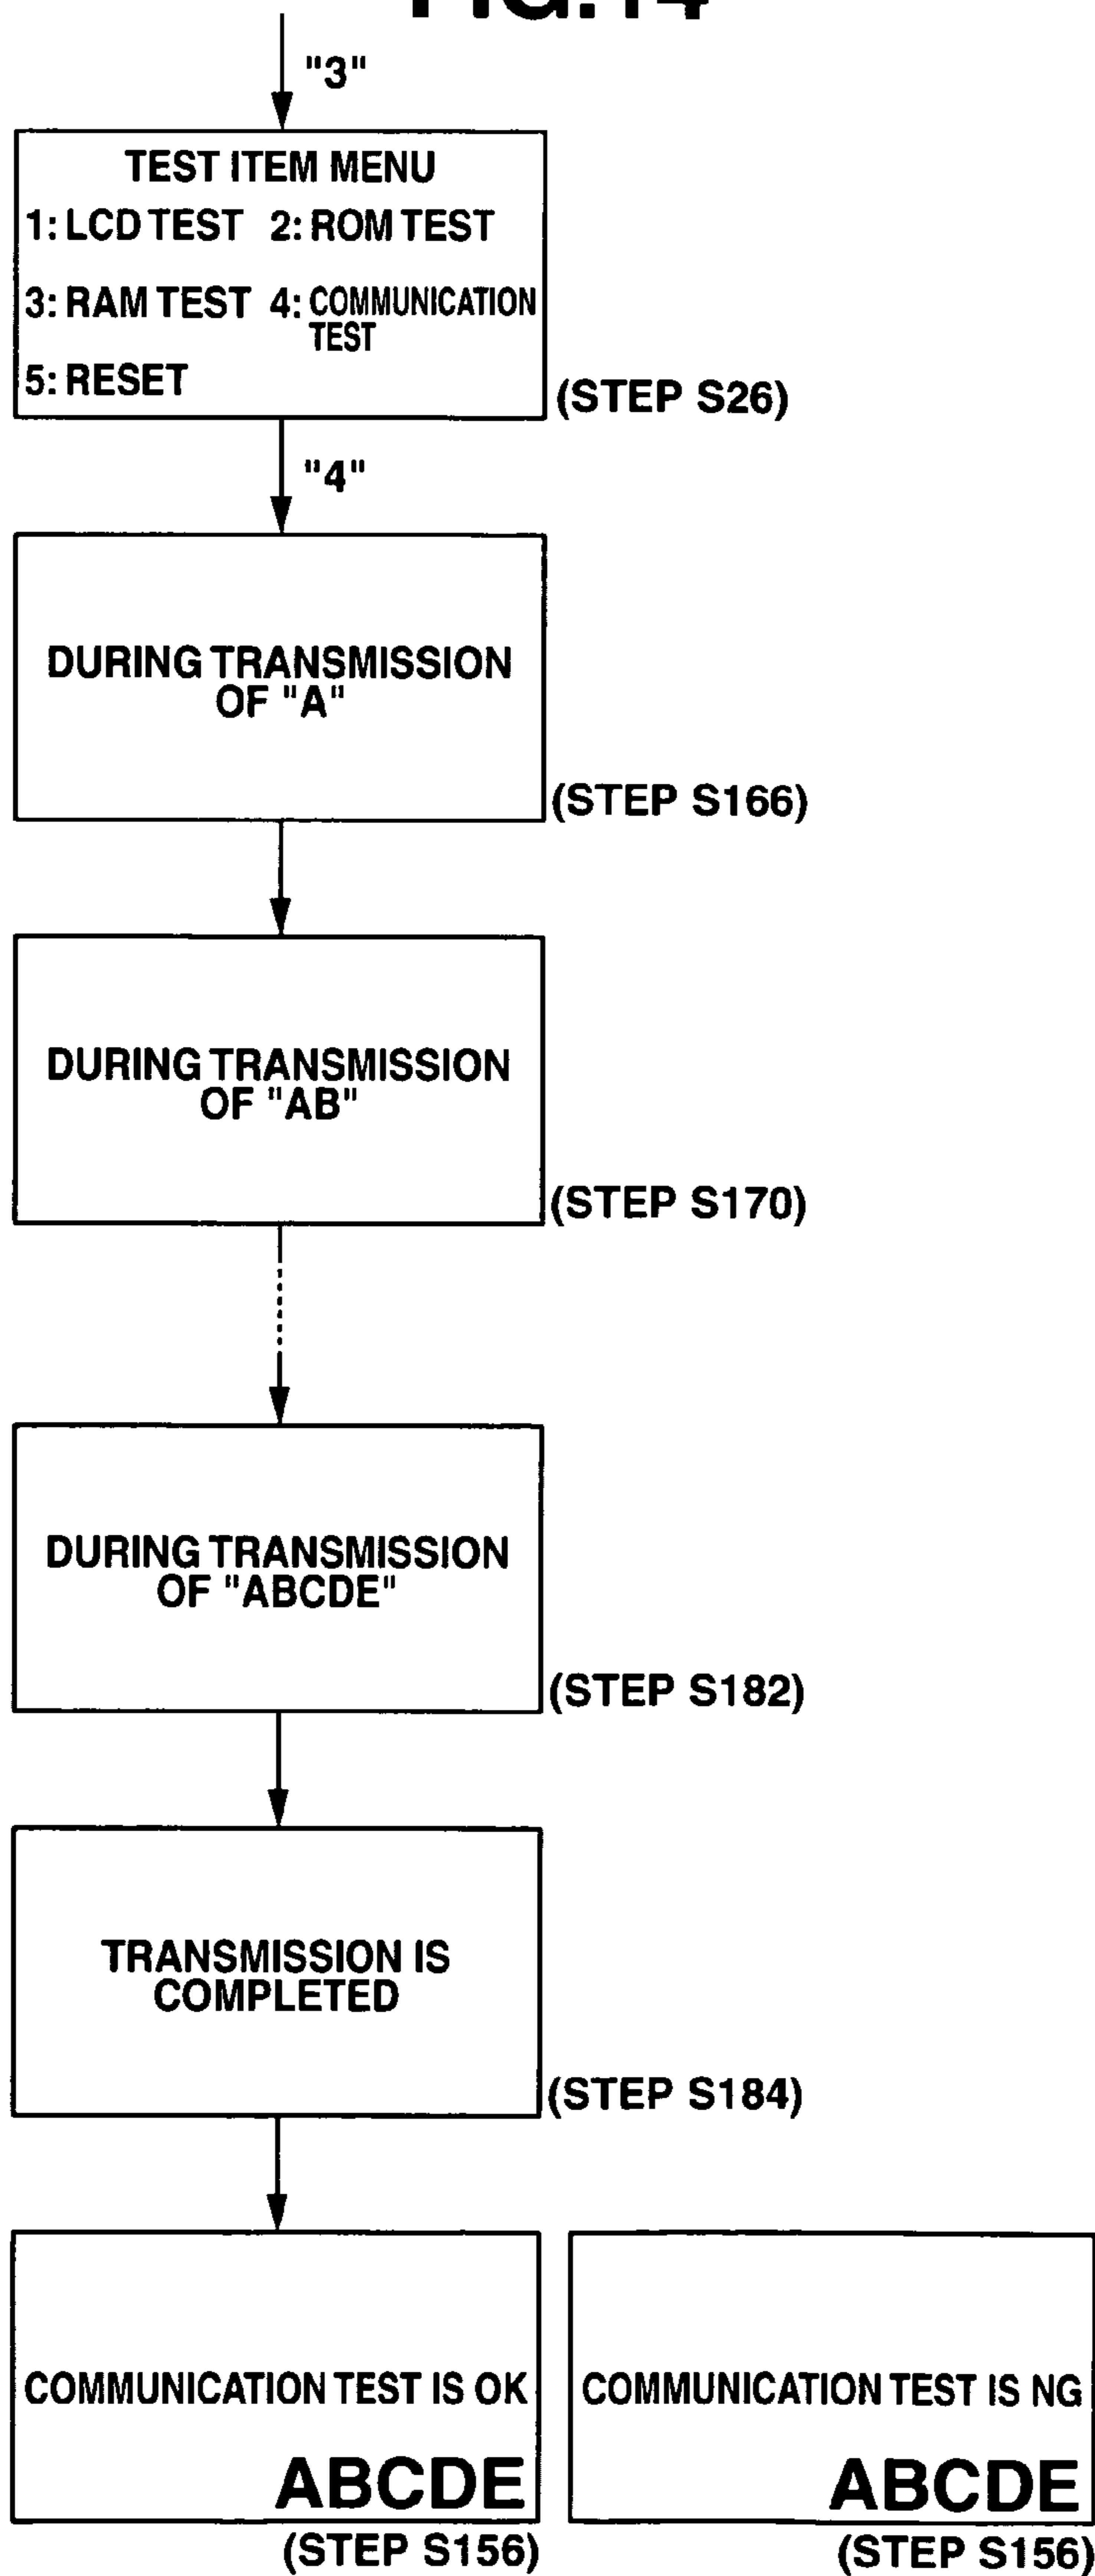 FIG.14
"3"
TEST ITEM MENU
1: LCD TEST 2: ROM TEST
3: RAM TEST 4: COMMUNICATION
TEST
5: RESET
(STEP S26)
"4"
DURING TRANSMISSION
OF "A"
(STEP S166)
DURING TRANSMISSION
OF "AB"
(STEP S170)
DURING TRANSMISSION
OF "ABCDE"
(STEP S182)
TRANSMISSION IS
COMPLETED
(STEP S184)
COMMUNICATION TEST IS OK
ABCDE
(STEP S156)
COMMUNICATION TEST IS NG
ABCDE
(STEP S156)